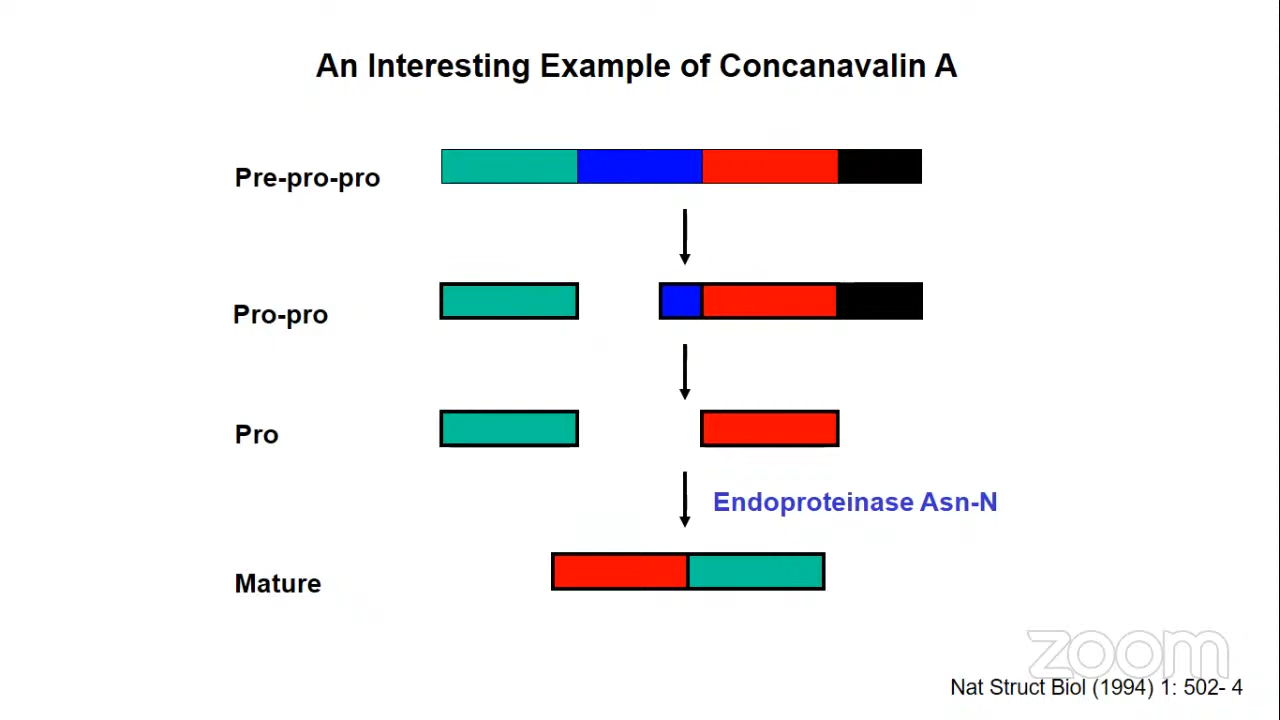 An Interesting Example of Concanavalin A
Pre-pro-pro
Pro-pro
Pro
Endoproteinase Asn-N
Mature
zoom
Nat Struct Biol (1994) 1: 502- 4